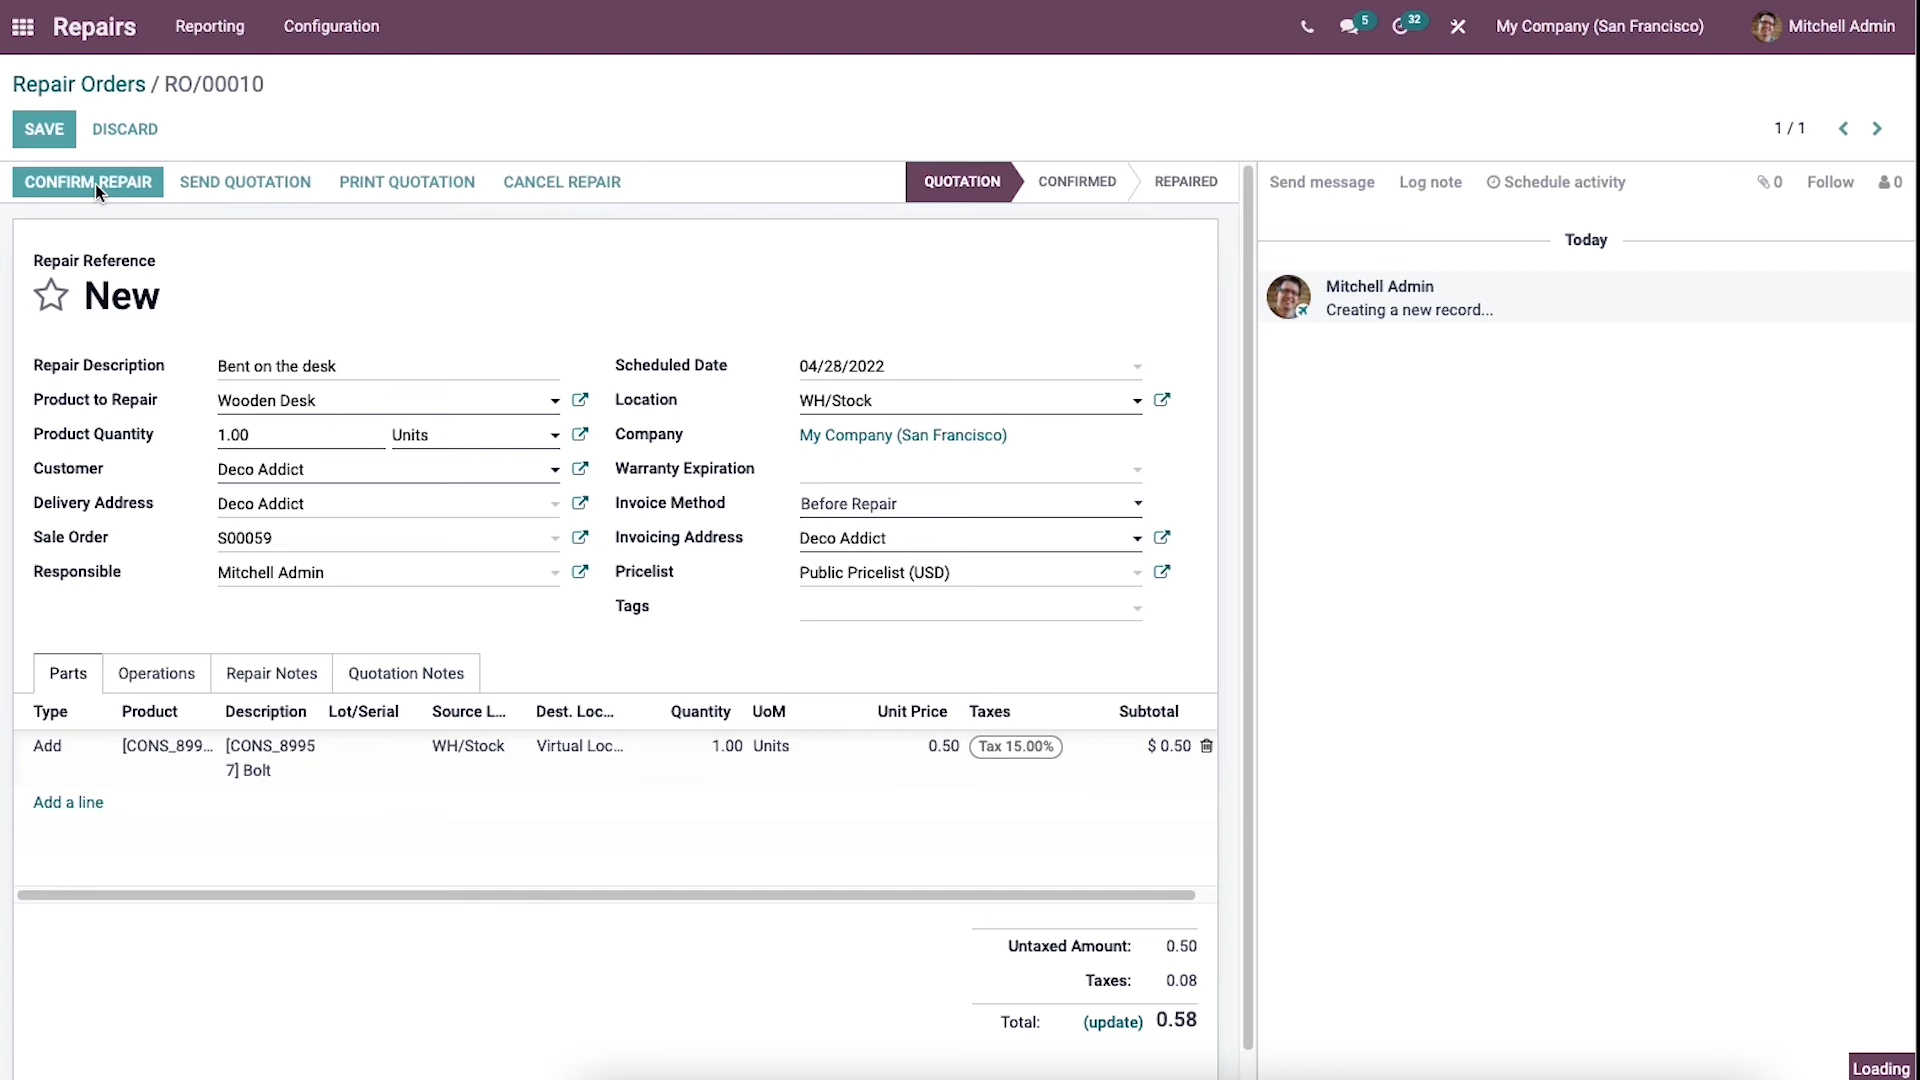 Repairs Reporting Configuration 5 32 My Company (San Francisco) Mitchell Admin
Repair Orders / RO/00010
SAVE DISCARD 1 / 1
CONFIRM REPAIR SEND QUOTATION PRINT QUOTATION CANCEL REPAIR QUOTATION CONFIRMED REPAIRED Send message Log note Schedule activity 0 Follow 0
Today
Repair Reference
Mitchell Admin
New
Creating a new record...
Repair Description Bent on the desk Scheduled Date 04/28/2022
Product to Repair Wooden Desk Location WH/Stock
Product Quantity 1.00 Units Company My Company (San Francisco)
Customer Deco Addict Warranty Expiration
Delivery Address Deco Addict Invoice Method Before Repair
Sale Order S00059 Invoicing Address Deco Addict
Responsible Mitchell Admin Pricelist Public Pricelist (USD)
Tags
Parts Operations Repair Notes Quotation Notes
Type Product Description Lot/Serial Source L... Dest. Loc... Quantity UoM Unit Price Taxes Subtotal
Add [CONS_899... [CONS_8995 WH/Stock Virtual Loc... 1.00 Units 0.50 Tax 15.00% $ 0.50
7] Bolt
Add a line
Untaxed Amount: 0.50
Taxes: 0.08
Total: (update) 0.58
Loading